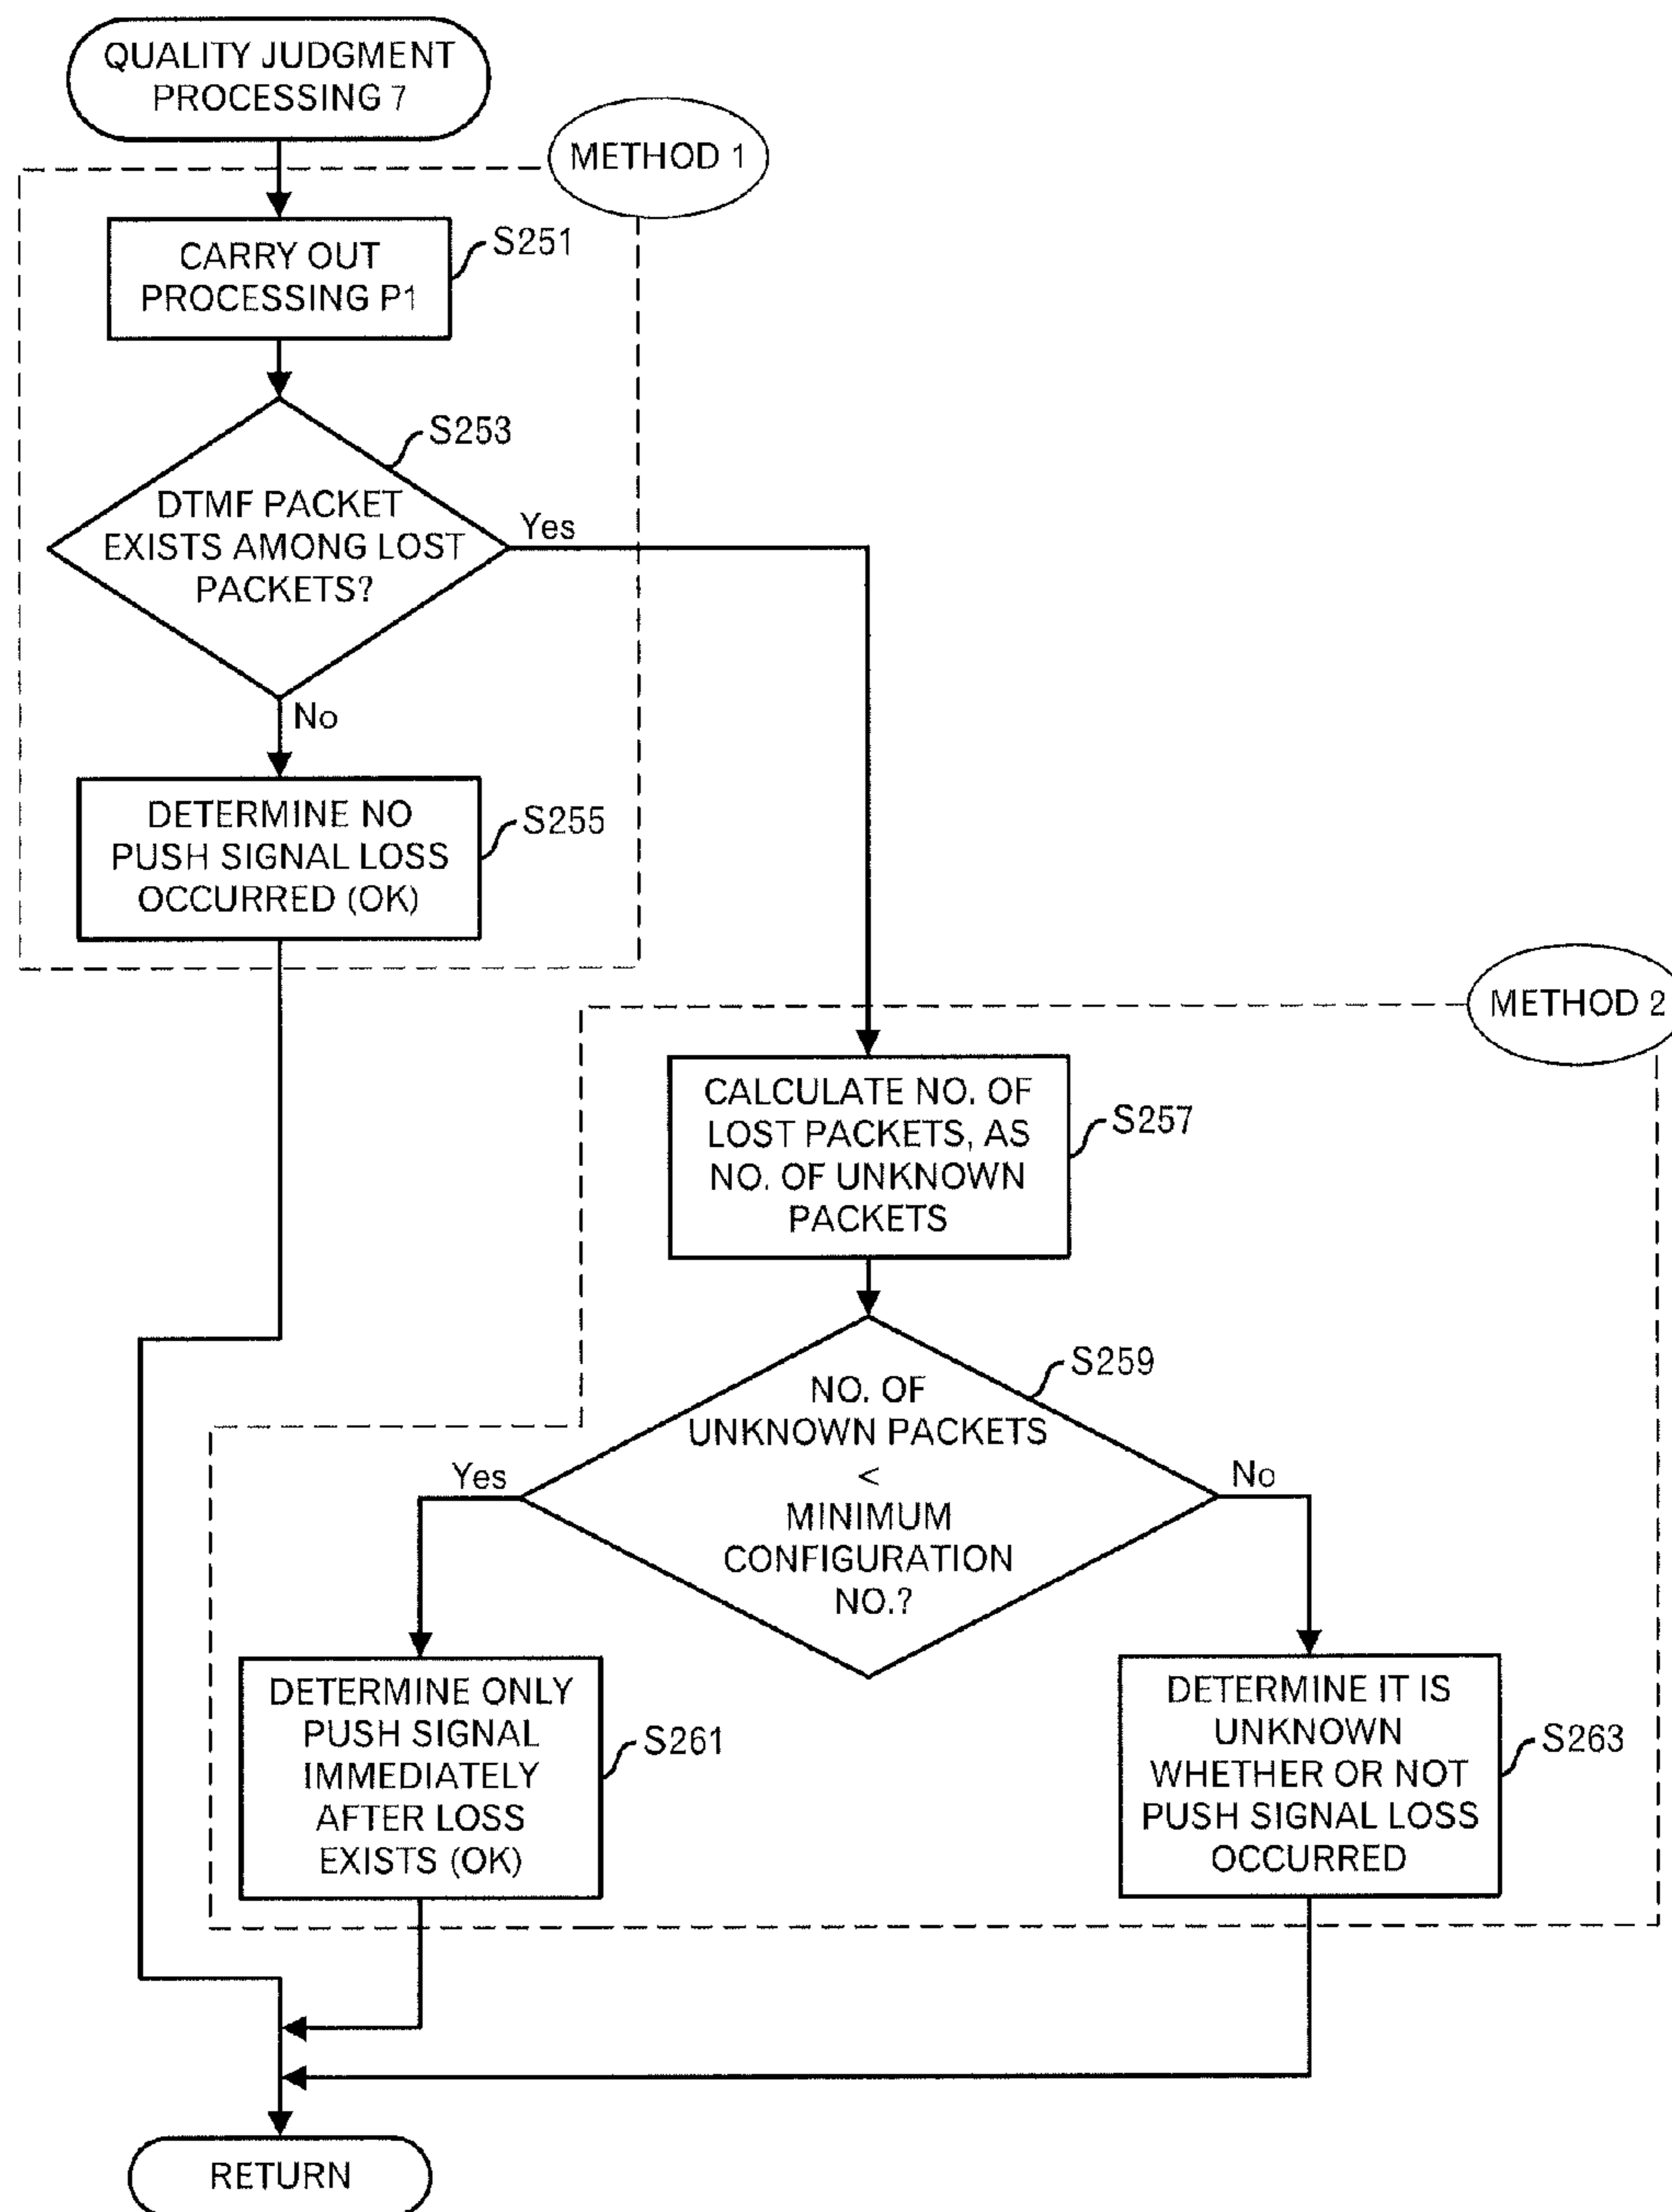 QUALITY JUDGMENT
PROCESSING 7
METHOD 1
CARRY OUT
PROCESSING P1
S251
S253
DTMF PACKET
EXISTS AMONG LOST
PACKETS?
Yes
No
DETERMINE NO
PUSH SIGNAL LOSS
OCCURRED (OK)
S255
METHOD 2
CALCULATE NO. OF
LOST PACKETS, AS
NO. OF UNKNOWN
PACKETS
S257
S259
NO. OF
UNKNOWN PACKETS
<
MINIMUM
CONFIGURATION
NO.?
Yes
No
DETERMINE ONLY
PUSH SIGNAL
IMMEDIATELY
AFTER LOSS
EXISTS (OK)
S261
DETERMINE IT IS
UNKNOWN
WHETHER OR NOT
PUSH SIGNAL LOSS
OCCURRED
S263
RETURN